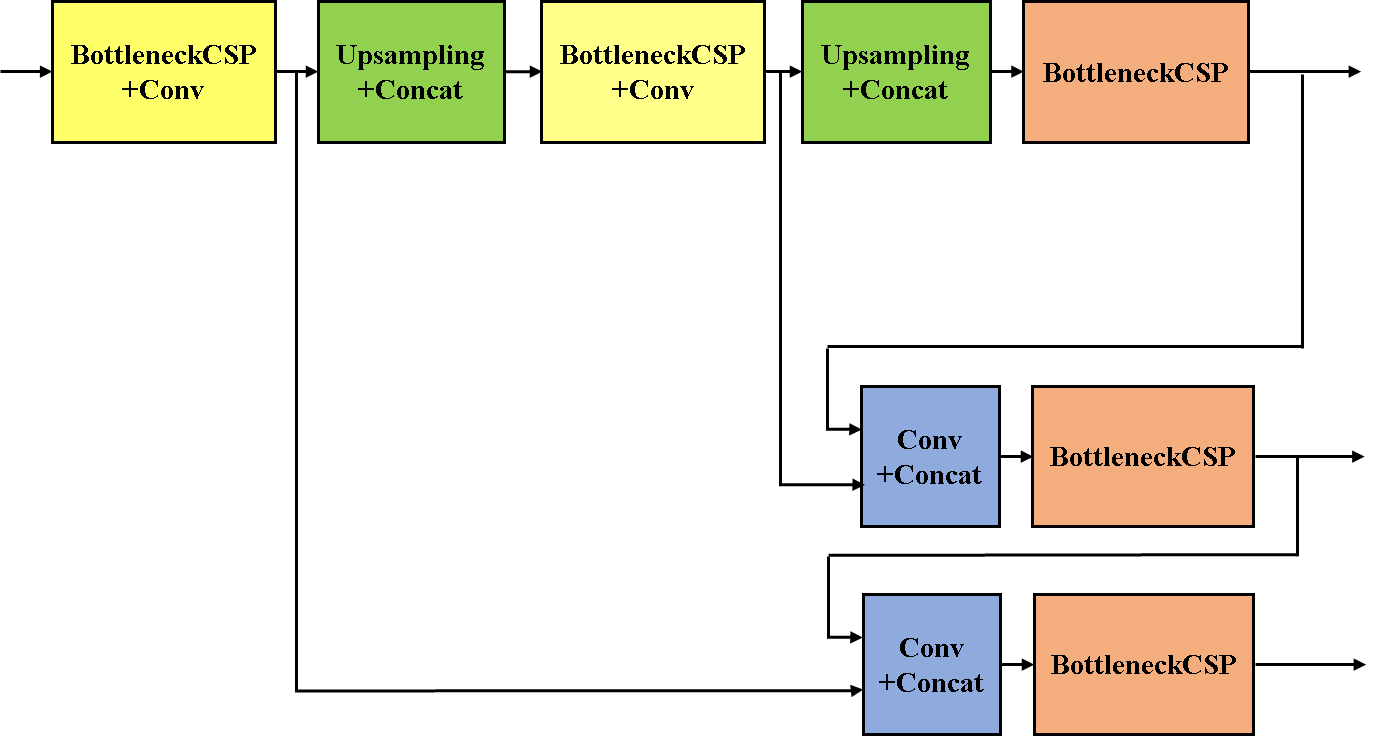 BottleneckCSP
+Conv
Upsampling
+Concat
BottleneckCSP
+Conv
Upsampling
+Concat
BottleneckCSP
Conv
+Concat
BottleneckCSP
Conv
+Concat
BottleneckCSP